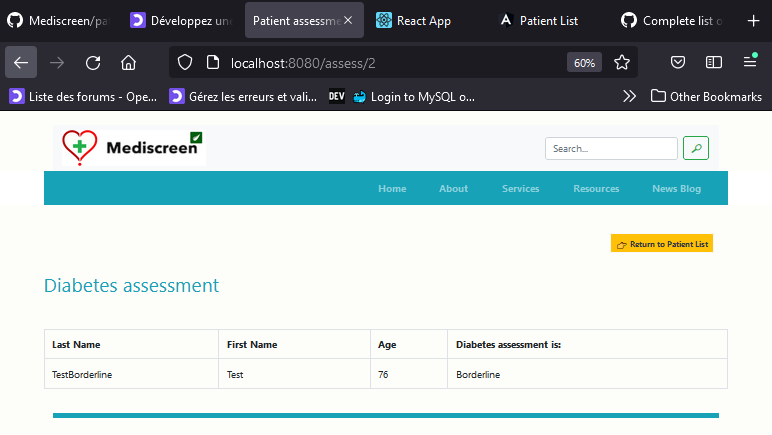 Mediscreen/pa
Développez une
Patient assessme
React App
Patient List
Complete list o
localhost:8080/assess/2
60%
Liste des forums - Ope...
Gérez les erreurs et vali...
DEV
Login to MySQL o...
Other Bookmarks
Mediscreen
Search...
Home
About
Services
Resources
News Blog
Return to Patient List
Diabetes assessment
Last Name First Name Age Diabetes assessment is:
TestBorderline Test 76 Borderline